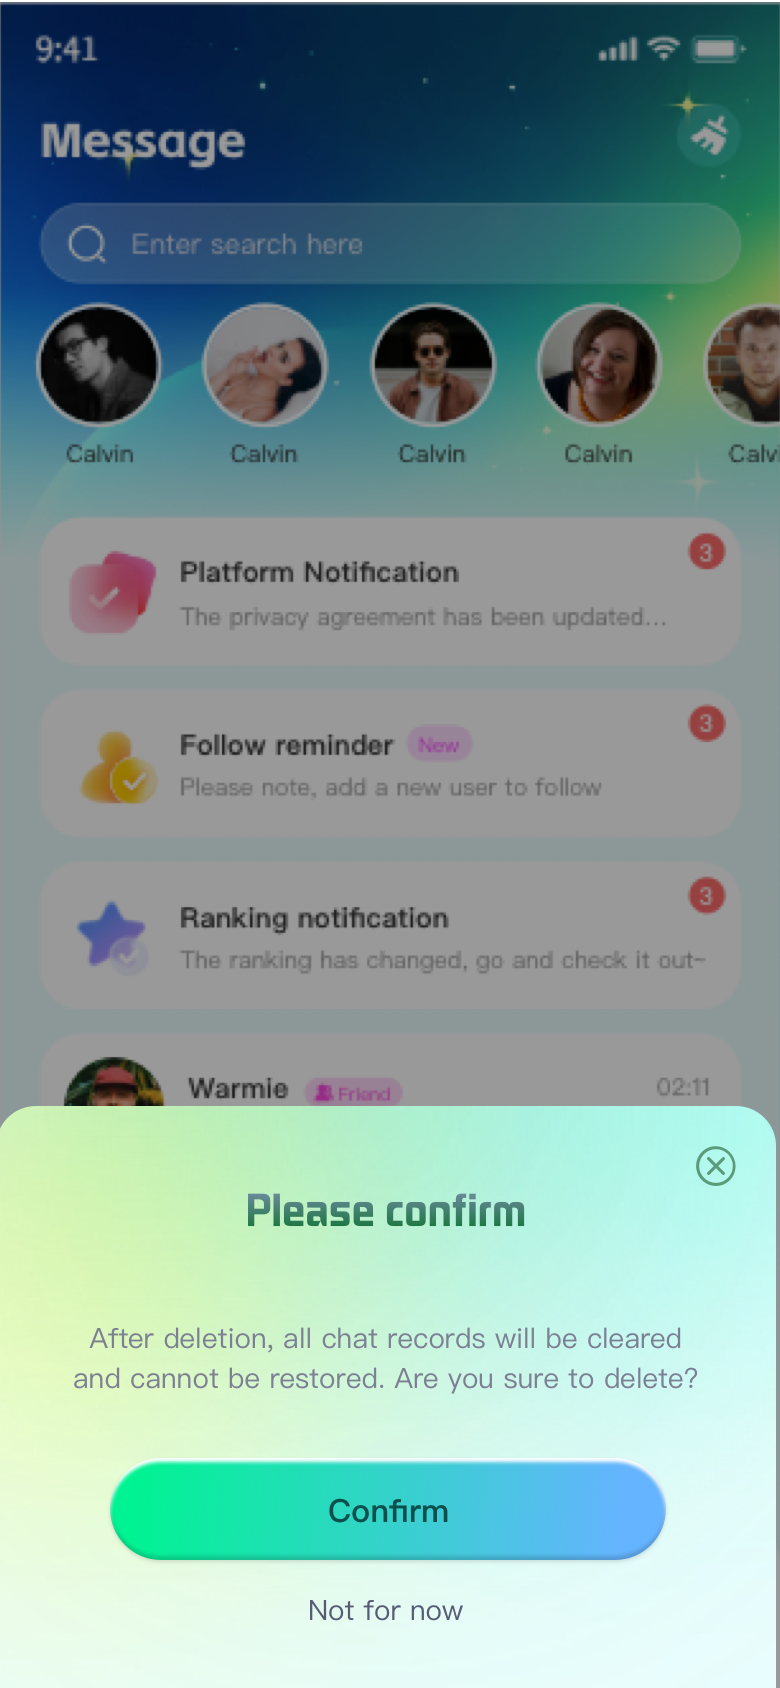 9:41
Message
Enter search here
Calvin Calvin Calvin Calvin Calvi
Platform Notification 3
The privacy agreement has been updated...
Follow reminder New 3
Please note, add a new user to follow
Ranking notification 3
The ranking has changed, go and check it out~
Warmie Friend 02:11
Please confirm
After deletion, all chat records will be cleared
and cannot be restored. Are you sure to delete?
Confirm
Not for now